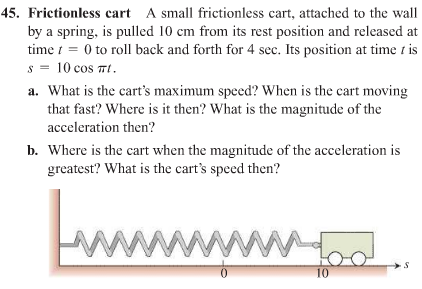 45. Frictionless cart A small frictionless cart, attached to the wall
by a spring, is pulled 10 cm from its rest position and released at
time t = 0 to roll back and forth for 4 sec. Its position at time t is
s = 10 cos πt.
a. What is the cart's maximum speed? When is the cart moving
that fast? Where is it then? What is the magnitude of the
acceleration then?
b. Where is the cart when the magnitude of the acceleration is
greatest? What is the cart's speed then?
0 10 s